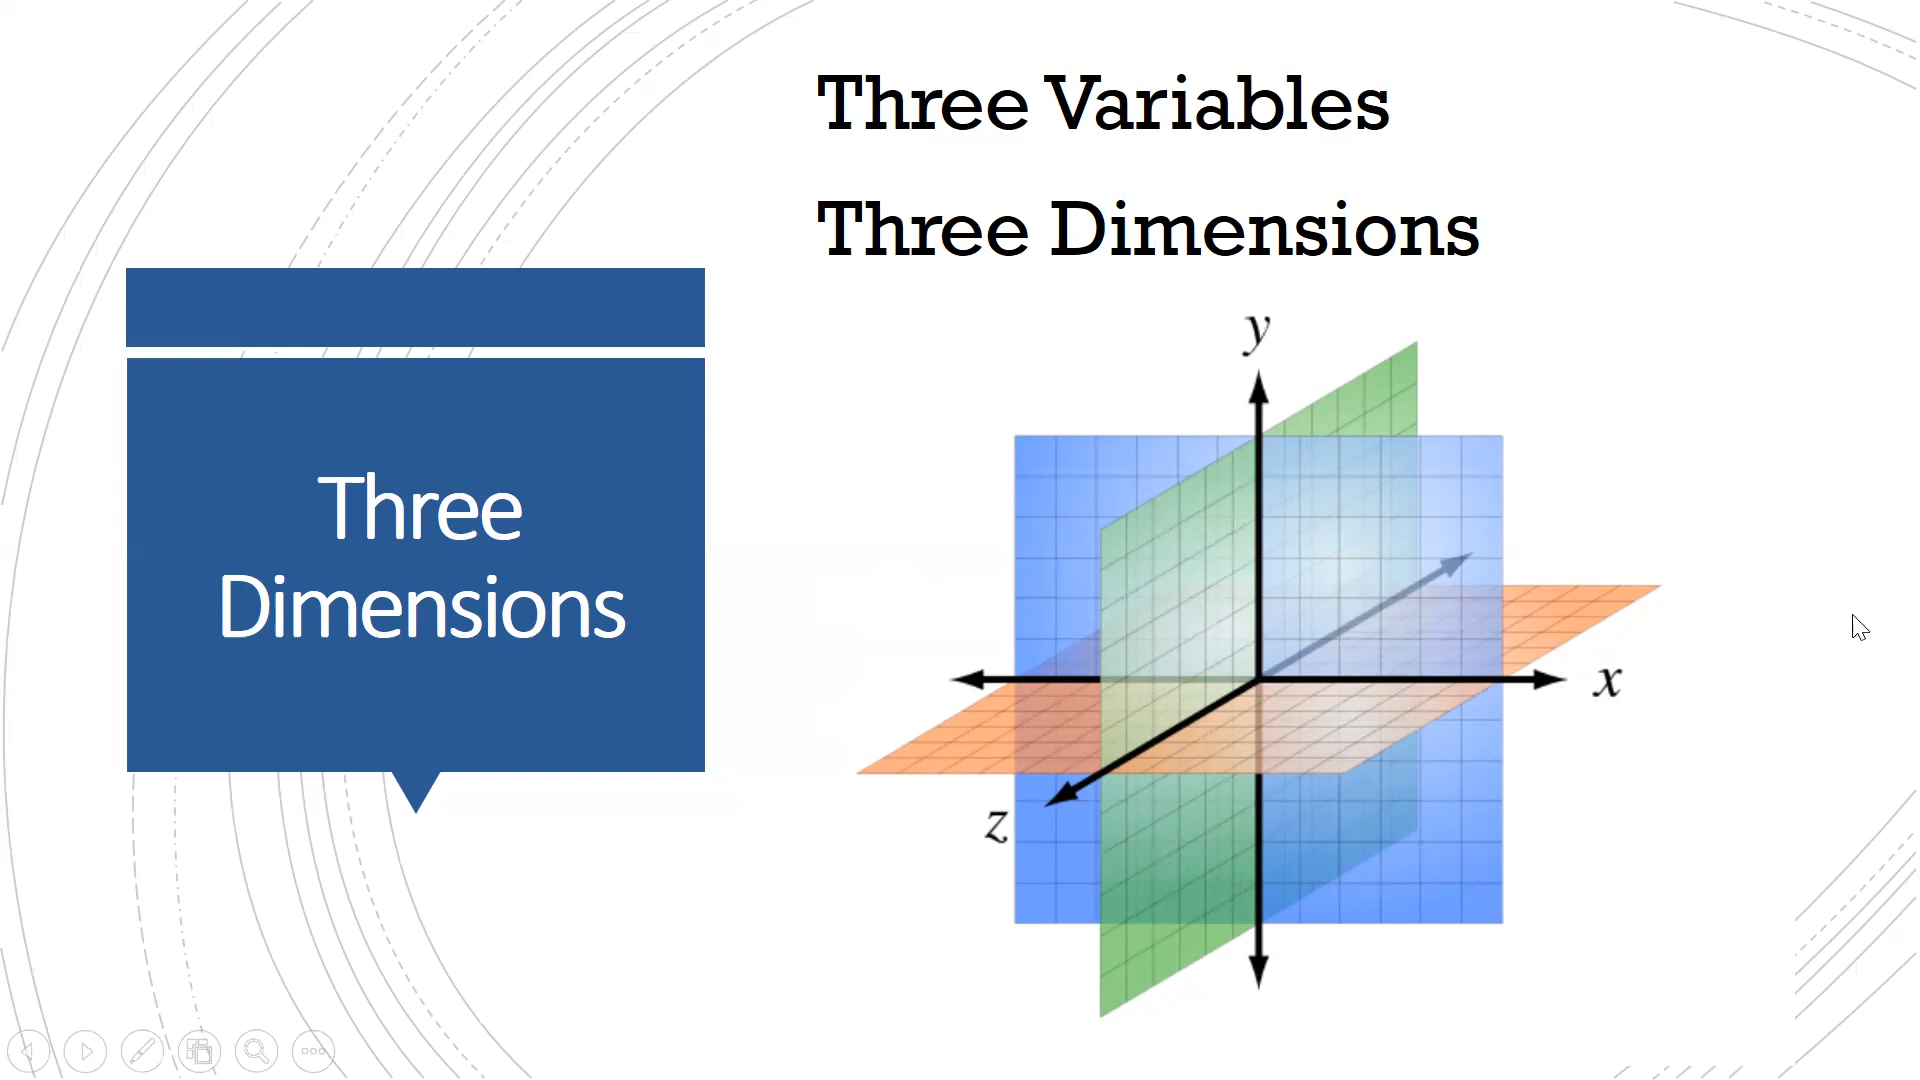 Three Variables
Three Dimensions
Three
Dimensions
y
x
z